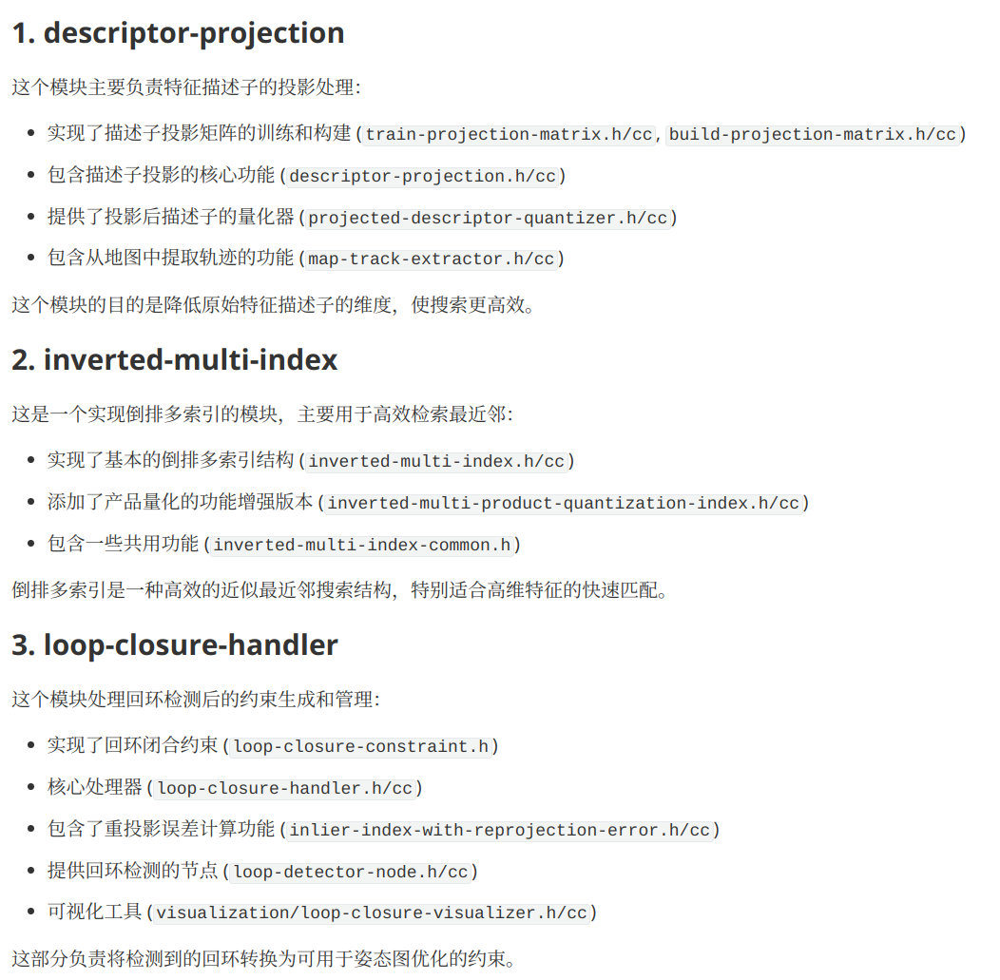 1. descriptor-projection
这个模块主要负责特征描述子的投影处理：
• 实现了描述子投影矩阵的训练和构建 (train-projection-matrix.h/cc, build-projection-matrix.h/cc)
• 包含描述子投影的核心功能 (descriptor-projection.h/cc)
• 提供了投影后描述子的量化器 (projected-descriptor-quantizer.h/cc)
• 包含从地图中提取轨迹的功能 (map-track-extractor.h/cc)
这个模块的目的是降低原始特征描述子的维度，使搜索更高效。
2. inverted-multi-index
这是一个实现倒排多索引的模块，主要用于高效检索最近邻：
• 实现了基本的倒排多索引结构 (inverted-multi-index.h/cc)
• 添加了产品量化的功能增强版本 (inverted-multi-product-quantization-index.h/cc)
• 包含一些共用功能 (inverted-multi-index-common.h)
倒排多索引是一种高效的近似最近邻搜索结构，特别适合高维特征的快速匹配。
3. loop-closure-handler
这个模块处理回环检测后的约束生成和管理：
• 实现了回环闭合约束 (loop-closure-constraint.h)
• 核心处理器 (loop-closure-handler.h/cc)
• 包含了重投影误差计算功能 (inlier-index-with-reprojection-error.h/cc)
• 提供回环检测的节点 (loop-detector-node.h/cc)
• 可视化工具 (visualization/loop-closure-visualizer.h/cc)
这部分负责将检测到的回环转换为可用于姿态图优化的约束。